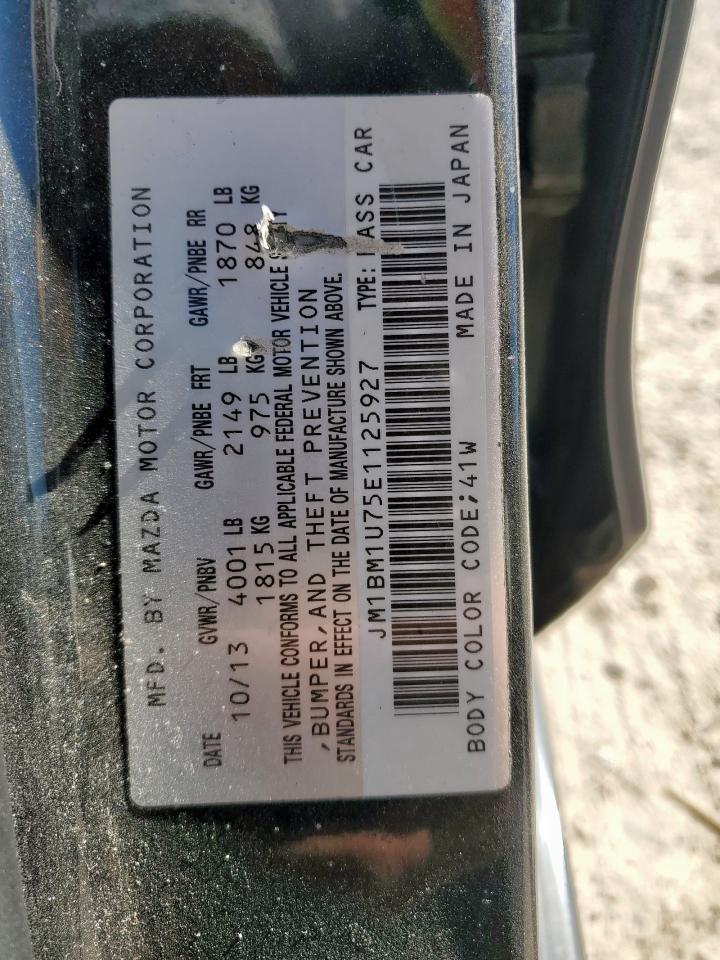 MFD. BY MAZDA MOTOR CORPORATION
DATE GVWR/PNBV GAWR/PNBE FRT GAWR/PNBE RR
10/13 4001 LB 2149 LB 1870 LB
1815 KG 975 KG 848 KG
THIS VEHICLE CONFORMS TO ALL APPLICABLE FEDERAL MOTOR VEHICLE
,BUMPER,AND THEFT PREVENTION
STANDARDS IN EFFECT ON THE DATE OF MANUFACTURE SHOWN ABOVE.
JM1BM1U75E1125927 TYPE: PASS CAR
BODY COLOR CODE;41W MADE IN JAPAN